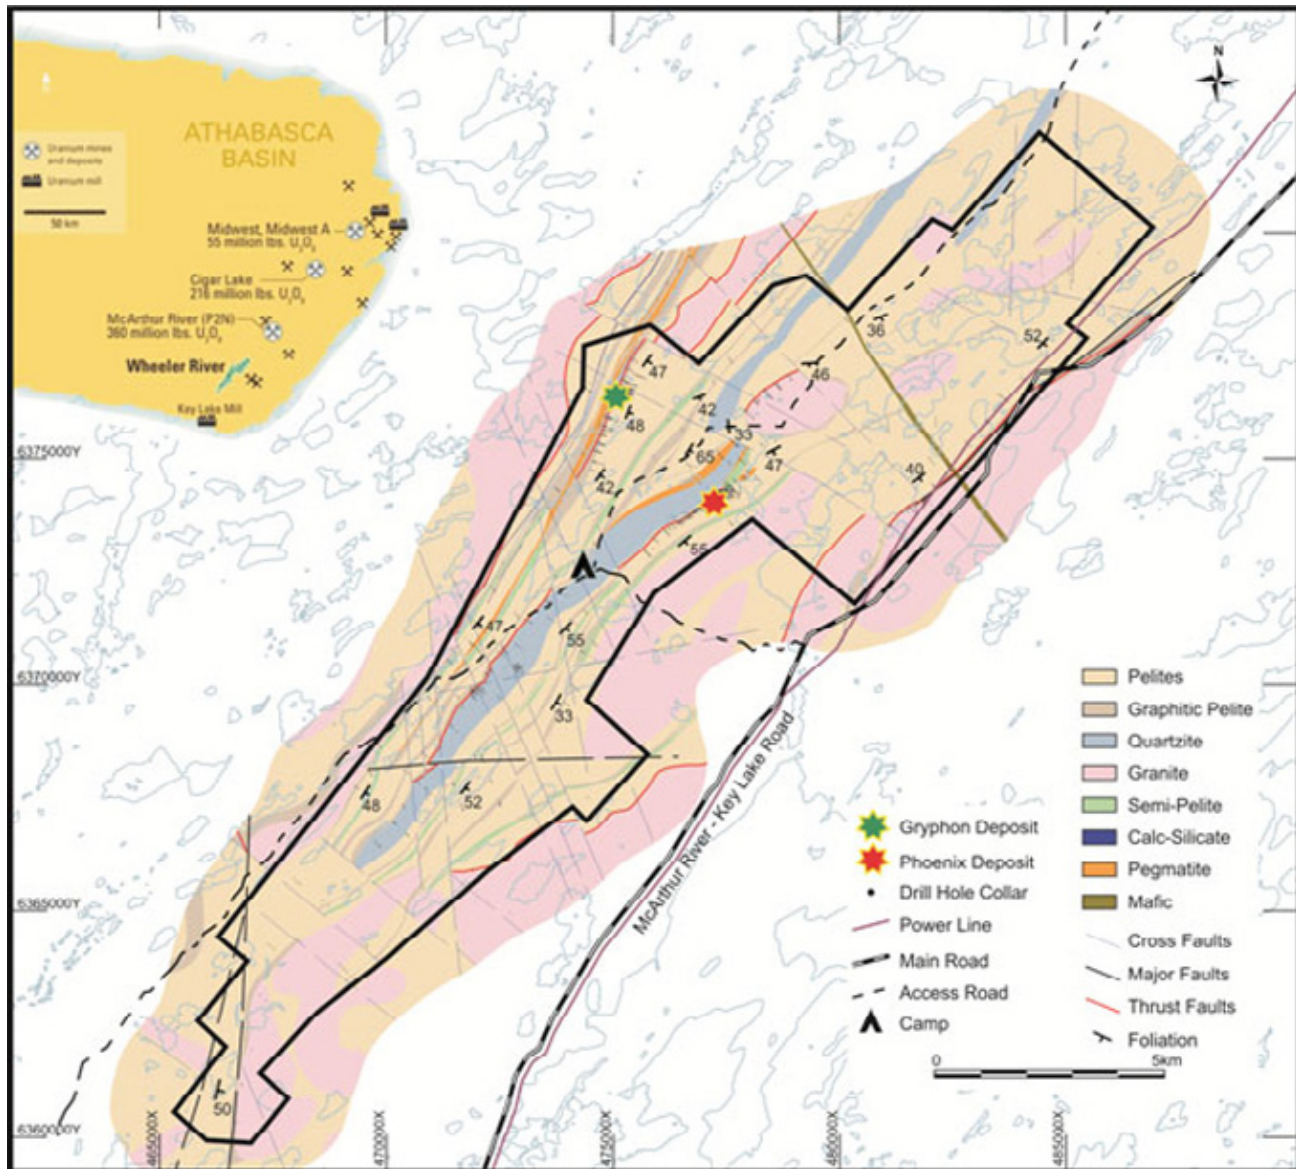 N
ATHABASCA
BASIN
Uranium mines
and deposits
Uranium mill
50 km
Midwest, Midwest A
55 million lbs. U₃O₈
Cigar Lake
216 million lbs. U₃O₈
McArthur River (P2N)
360 million lbs. U₃O₈
Wheeler River
Key Lake Mill
36
52
47
46
42
48
33
65
47
42
40
55
47
55
33
48
52
50
6375000Y
6370000Y
6365000Y
6360000Y
465000X
470000X
475000X
480000X
485000X
McArthur River - Key Lake Road
Gryphon Deposit
Phoenix Deposit
Drill Hole Collar
Power Line
Main Road
Access Road
Camp
Pelites
Graphitic Pelite
Quartzite
Granite
Semi-Pelite
Calc-Silicate
Pegmatite
Mafic
Cross Faults
Major Faults
Thrust Faults
Foliation
0 5km